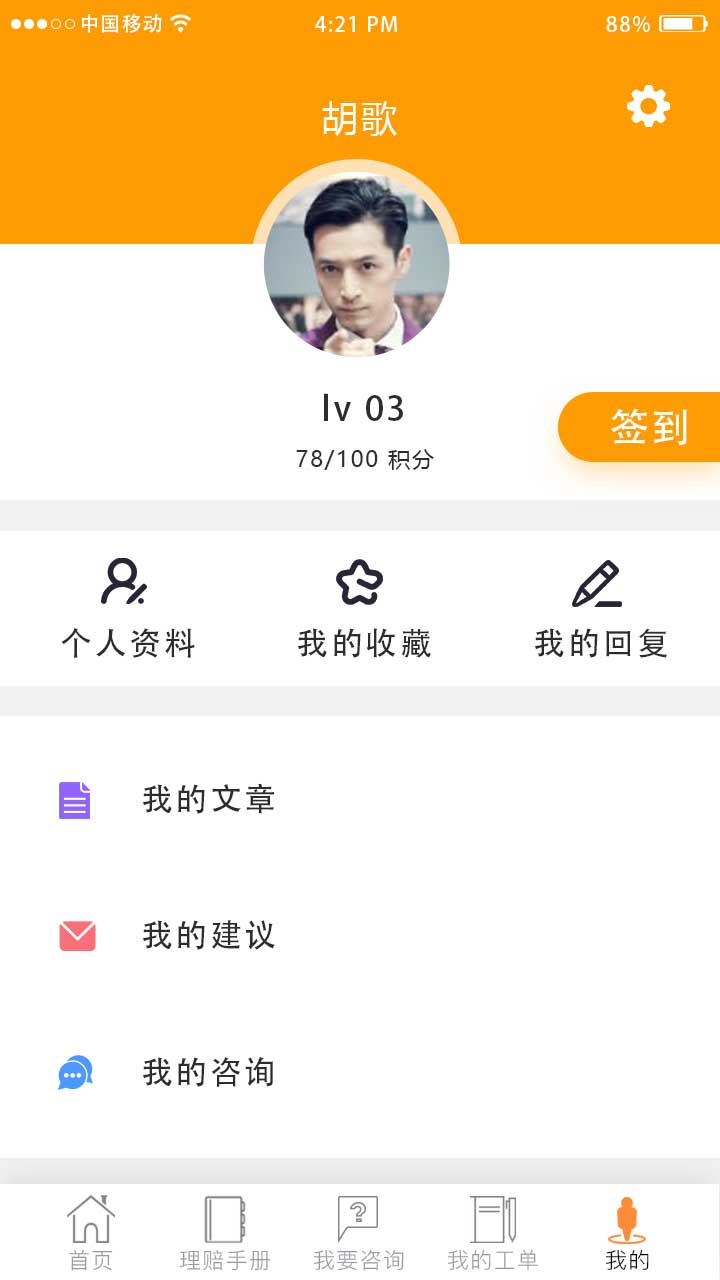 中国移动 4:21 PM 88%
胡歌
lv 03
签到
78/100 积分
个人资料 我的收藏 我的回复
我的文章
我的建议
我的咨询
首页 理赔手册 我要咨询 我的工单 我的